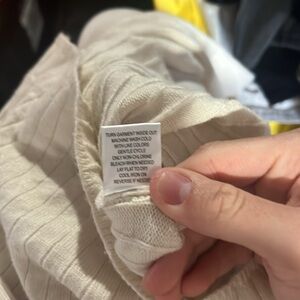 TURN GARMENT INSIDE OUT
MACHINE WASH COLD
WITH LIKE COLORS
GENTLE CYCLE
ONLY NON-CHLORINE
BLEACH WHEN NEEDED
LAY FLAT TO DRY
COOL IRON ON
REVERSE IF NEEDED